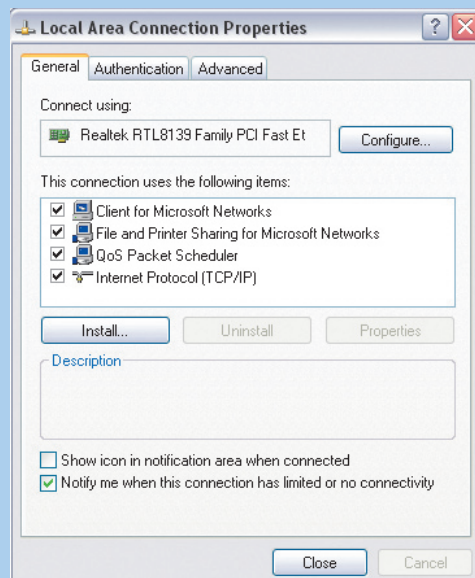 Local Area Connection Properties
General Authentication Advanced
Connect using:
Realtek RTL8139 Family PCI Fast Et
Configure...
This connection uses the following items:
Client for Microsoft Networks
File and Printer Sharing for Microsoft Networks
QoS Packet Scheduler
Internet Protocol (TCP/IP)
Install... Uninstall Properties
Description
Show icon in notification area when connected
Notify me when this connection has limited or no connectivity
Close Cancel